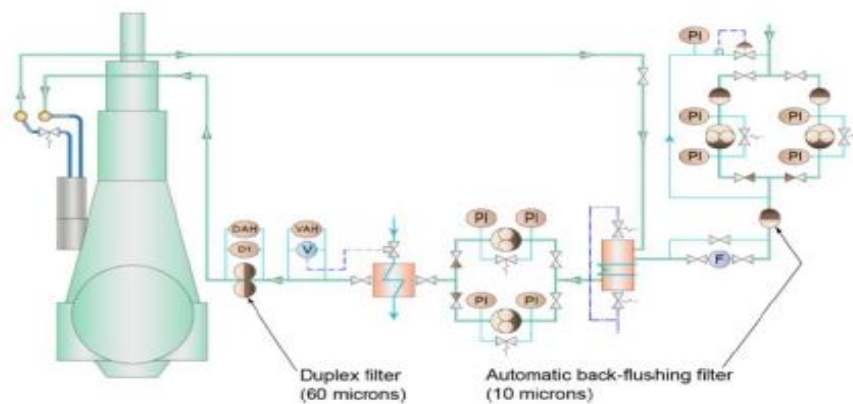 PI
PI
PI
PI
PI
DAH
VAH
PI
PI
D1
V
F
PI
PI
Duplex filter
(60 microns)
Automatic back-flushing filter
(10 microns)